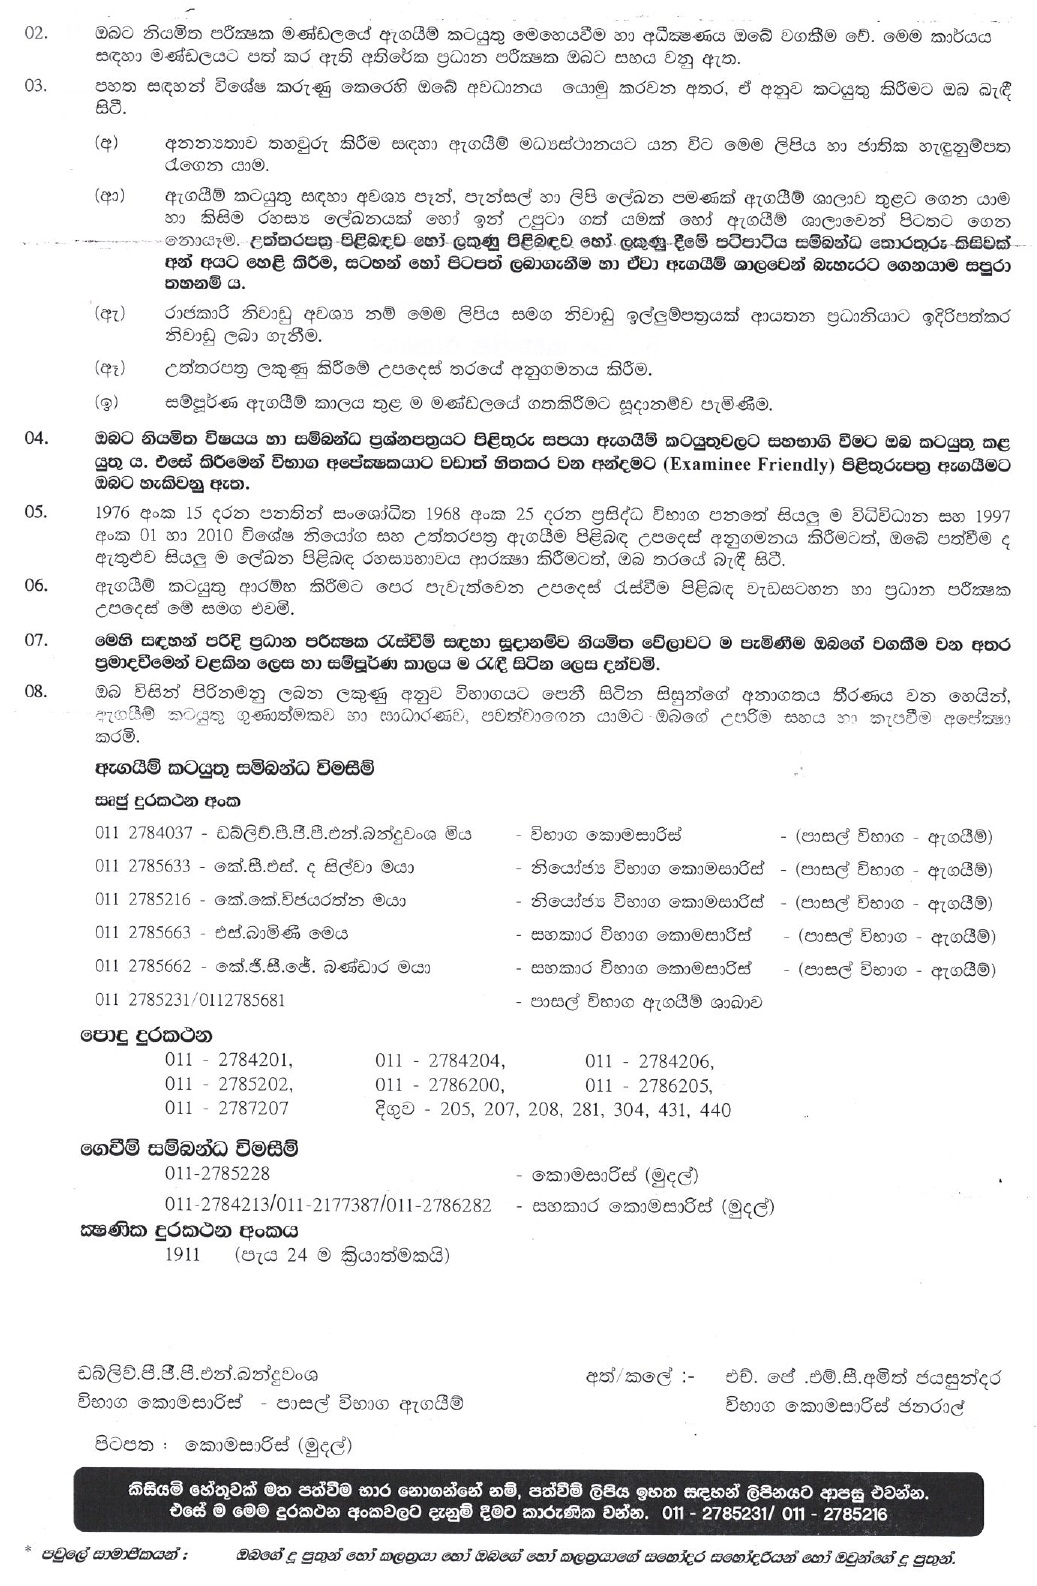 02. ඔබට නියමිත පරීක්‍ෂක මණ්ඩලයේ ඇගයීම් කටයුතු මෙහෙයවීම හා අධීක්‍ෂණය ඔබේ වගකීම වේ. මෙම කාර්යය
සඳහා මණ්ඩලයට පත් කර ඇති අතිරේක ප්‍රධාන පරීක්‍ෂක ඔබට සහය වනු ඇත.
03. පහත සඳහන් විශේෂ කරුණු කෙරෙහි ඔබේ අවධානය යොමු කරවන අතර, ඒ අනුව කටයුතු කිරීමට ඔබ බැඳී
සිටී.
(අ) අනන්‍යතාව තහවුරු කිරීම සඳහා ඇගයීම් මධ්‍යස්ථානයට යන විට මෙම ලිපිය හා ජාතික හැඳුනුම්පත
රැගෙන යාම.
(ආ) ඇගයීම් කටයුතු සඳහා අවශ්‍ය පෑන්, පැන්සල් හා ලිපි ලේඛන පමණක් ඇගයීම් ශාලාව තුළට ගෙන යාම
හා කිසිම රහස්‍ය ලේඛනයක් හෝ ඉන් උපුටා ගත් යමක් හෝ ඇගයීම් ශාලාවෙන් පිටතට ගෙන
නොයෑම. උත්තරපත්‍ර පිළිබඳව හෝ ලකුණු පිළිබඳව හෝ ලකුණු දීමේ පටිපාටිය සම්බන්ධ තොරතුරු කිසිවක්
අන් අයට හෙළි කිරීම, සටහන් හෝ පිටපත් ලබාගැනීම හා ඒවා ඇගයීම් ශාලාවෙන් බැහැරට ගෙනයාම සපුරා
තහනම් ය.
(ඇ) රාජකාරි නිවාඩු අවශ්‍ය නම් මෙම ලිපිය සමග නිවාඩු ඉල්ලුම්පත්‍රයක් ආයතන ප්‍රධානියාට ඉදිරිපත්කර
නිවාඩු ලබා ගැනීම.
(ඈ) උත්තරපත්‍ර ලකුණු කිරීමේ උපදෙස් තරයේ අනුගමනය කිරීම.
(ඉ) සම්පූර්ණ ඇගයීම් කාලය තුළ ම මණ්ඩලයේ ගතකිරීමට සූදානම්ව පැමිණීම.
04. ඔබට නියමිත විෂයය හා සම්බන්ධ ප්‍රශ්නපත්‍රයට පිළිතුරු සපයා ඇගයීම් කටයුතුවලට සහභාගි වීමට ඔබ කටයුතු කළ
යුතු ය. එසේ කිරීමෙන් විභාග අපේක්‍ෂකයාට වඩාත් හිතකර වන අන්දමට (Examinee Friendly) පිළිතුරුපත්‍ර ඇගයීමට
ඔබට හැකිවනු ඇත.
05. 1976 අංක 15 දරන පනතින් සංශෝධිත 1968 අංක 25 දරන ප්‍රසිද්ධ විභාග පනතේ සියලු ම විධිවිධාන සහ 1997
අංක 01 හා 2010 විශේෂ නියෝග සහ උත්තරපත්‍ර ඇගයීම පිළිබඳ උපදෙස් අනුගමනය කිරීමටත්, ඔබේ පත්වීම ද
ඇතුළුව සියලු ම ලේඛන පිළිබඳ රහස්‍යභාවය ආරක්‍ෂා කිරීමටත්, ඔබ තරයේ බැඳී සිටී.
06. ඇගයීම් කටයුතු ආරම්භ කිරීමට පෙර පැවැත්වෙන උපදෙස් රැස්වීම පිළිබඳ වැඩසටහන හා ප්‍රධාන පරීක්‍ෂක
උපදෙස් මේ සමග එවමි.
07. මෙහි සඳහන් පරිදි ප්‍රධාන පරීක්‍ෂක රැස්වීම් සඳහා සූදානම්ව නියමිත වේලාවට ම පැමිණීම ඔබගේ වගකීම වන අතර
ප්‍රමාදවීමෙන් වළකින ලෙස හා සම්පූර්ණ කාලය ම රැඳී සිටින ලෙස දන්වමි.
08. ඔබ විසින් පිරිනමනු ලබන ලකුණු අනුව විභාගයට පෙනී සිටින සිසුන්ගේ අනාගතය තීරණය වන හෙයින්,
ඇගයීම් කටයුතු ගුණාත්මකව හා සාධාරණව, පවත්වාගෙන යාමට ඔබගේ උපරිම සහය හා කැපවීම අපේක්‍ෂා
කරමි.
ඇගයීම් කටයුතු සම්බන්ධ විමසීම්
සෘජු දුරකථන අංක
011 2784037 - ඩබ්ලිව්.පී.පී.පී.එන්.බන්දුවංශ මිය - විභාග කොමසාරිස් - (පාසල් විභාග - ඇගයීම්)
011 2785633 - කේ.සී.එස්. ද සිල්වා මයා - නියෝජ්‍ය විභාග කොමසාරිස් - (පාසල් විභාග - ඇගයීම්)
011 2785216 - කේ.කේ.විජයරත්න මයා - නියෝජ්‍ය විභාග කොමසාරිස් - (පාසල් විභාග - ඇගයීම්)
011 2785663 - එස්.බාමිණී මෙය - සහකාර විභාග කොමසාරිස් - (පාසල් විභාග - ඇගයීම්)
011 2785662 - කේ.ජී.සී.ජේ. බණ්ඩාර මයා - සහකාර විභාග කොමසාරිස් - (පාසල් විභාග - ඇගයීම්)
011 2785231/0112785681 - පාසල් විභාග ඇගයීම් ශාඛාව
පොදු දුරකථන
011 - 2784201, 011 - 2784204, 011 - 2784206,
011 - 2785202, 011 - 2786200, 011 - 2786205,
011 - 2787207 දිගුව - 205, 207, 208, 281, 304, 431, 440
ගෙවීම් සම්බන්ධ විමසීම්
011-2785228 - කොමසාරිස් (මුදල්)
011-2784213/011-2177387/011-2786282 - සහකාර කොමසාරිස් (මුදල්)
ක්‍ෂණික දුරකථන අංකය
1911 (පැය 24 ම ක්‍රියාත්මකයි)
ඩබ්ලිව්.පී.පී.පී.එන්.බන්දුවංශ අත්/කලේ :- එච්. පේ .එම්.සී.අමිත් ජයසුන්දර
විභාග කොමසාරිස් - පාසල් විභාග ඇගයීම් විභාග කොමසාරිස් ජනරාල්
පිටපත : කොමසාරිස් (මුදල්)
කිසියම් හේතුවක් මත පත්වීම භාර නොගන්නේ නම්, පත්වීම් ලිපිය ඉහත සඳහන් ලිපිනයට ආපසු එවන්න.
එසේ ම මෙම දුරකථන අංකවලට දැනුම් දීමට කාරුණික වන්න. 011 - 2785231/ 011 - 2785216
* පවුලේ සාමාජිකයන් : ඔබගේ දූ පුතුන් හෝ කලත්‍රයා හෝ ඔබගේ හෝ කලත්‍රයාගේ සහෝදර සහෝදරියන් හෝ ඔවුන්ගේ දූ පුතුන්.